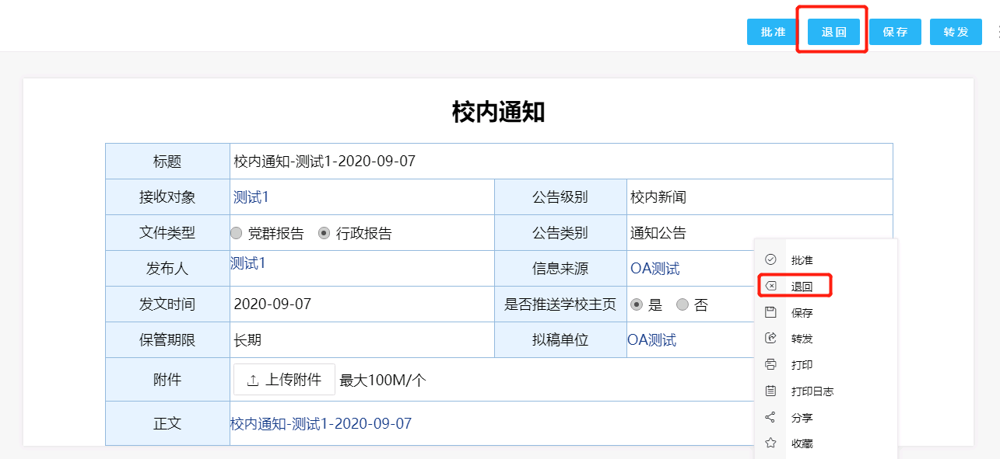 批准 退回 保存 转发
校内通知
标题 校内通知-测试1-2020-09-07
接收对象 测试1 公告级别 校内新闻
文件类型 党群报告 行政报告 公告类别 通知公告
发布人 测试1 信息来源 OA测试
发文时间 2020-09-07 是否推送学校主页 是 否
保管期限 长期 拟稿单位 OA测试
附件 上传附件 最大100M/个
正文 校内通知-测试1-2020-09-07
批准
退回
保存
转发
打印
打印日志
分享
收藏